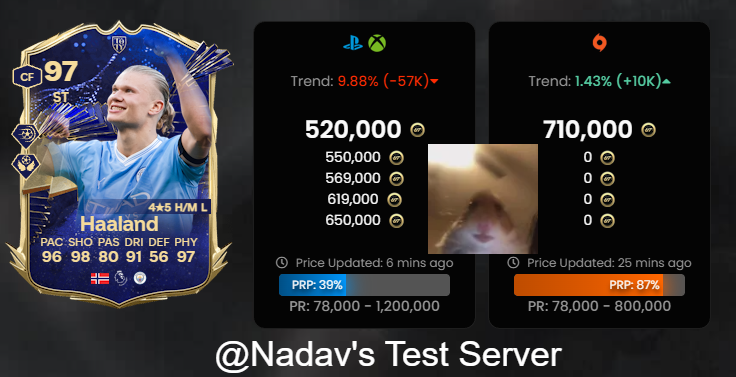 97
CF
ST
4★5 H/M L
Haaland
PAC SHO PAS DRI DEF PHY
96 98 80 91 56 97
Trend: 9.88% (-57K)
520,000
550,000
569,000
619,000
650,000
Price Updated: 6 mins ago
PRP: 39%
PR: 78,000 - 1,200,000
Trend: 1.43% (+10K)
710,000
0
0
0
0
Price Updated: 25 mins ago
PRP: 87%
PR: 78,000 - 800,000
@Nadav's Test Server